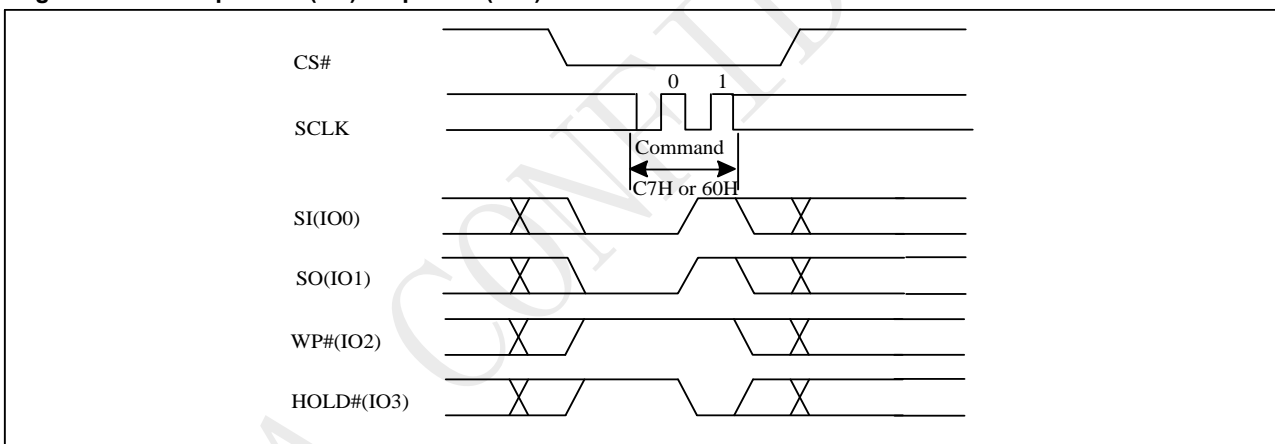 CS#
0 1
SCLK
Command
C7H or 60H
SI(IO0)
SO(IO1)
WP#(IO2)
HOLD#(IO3)